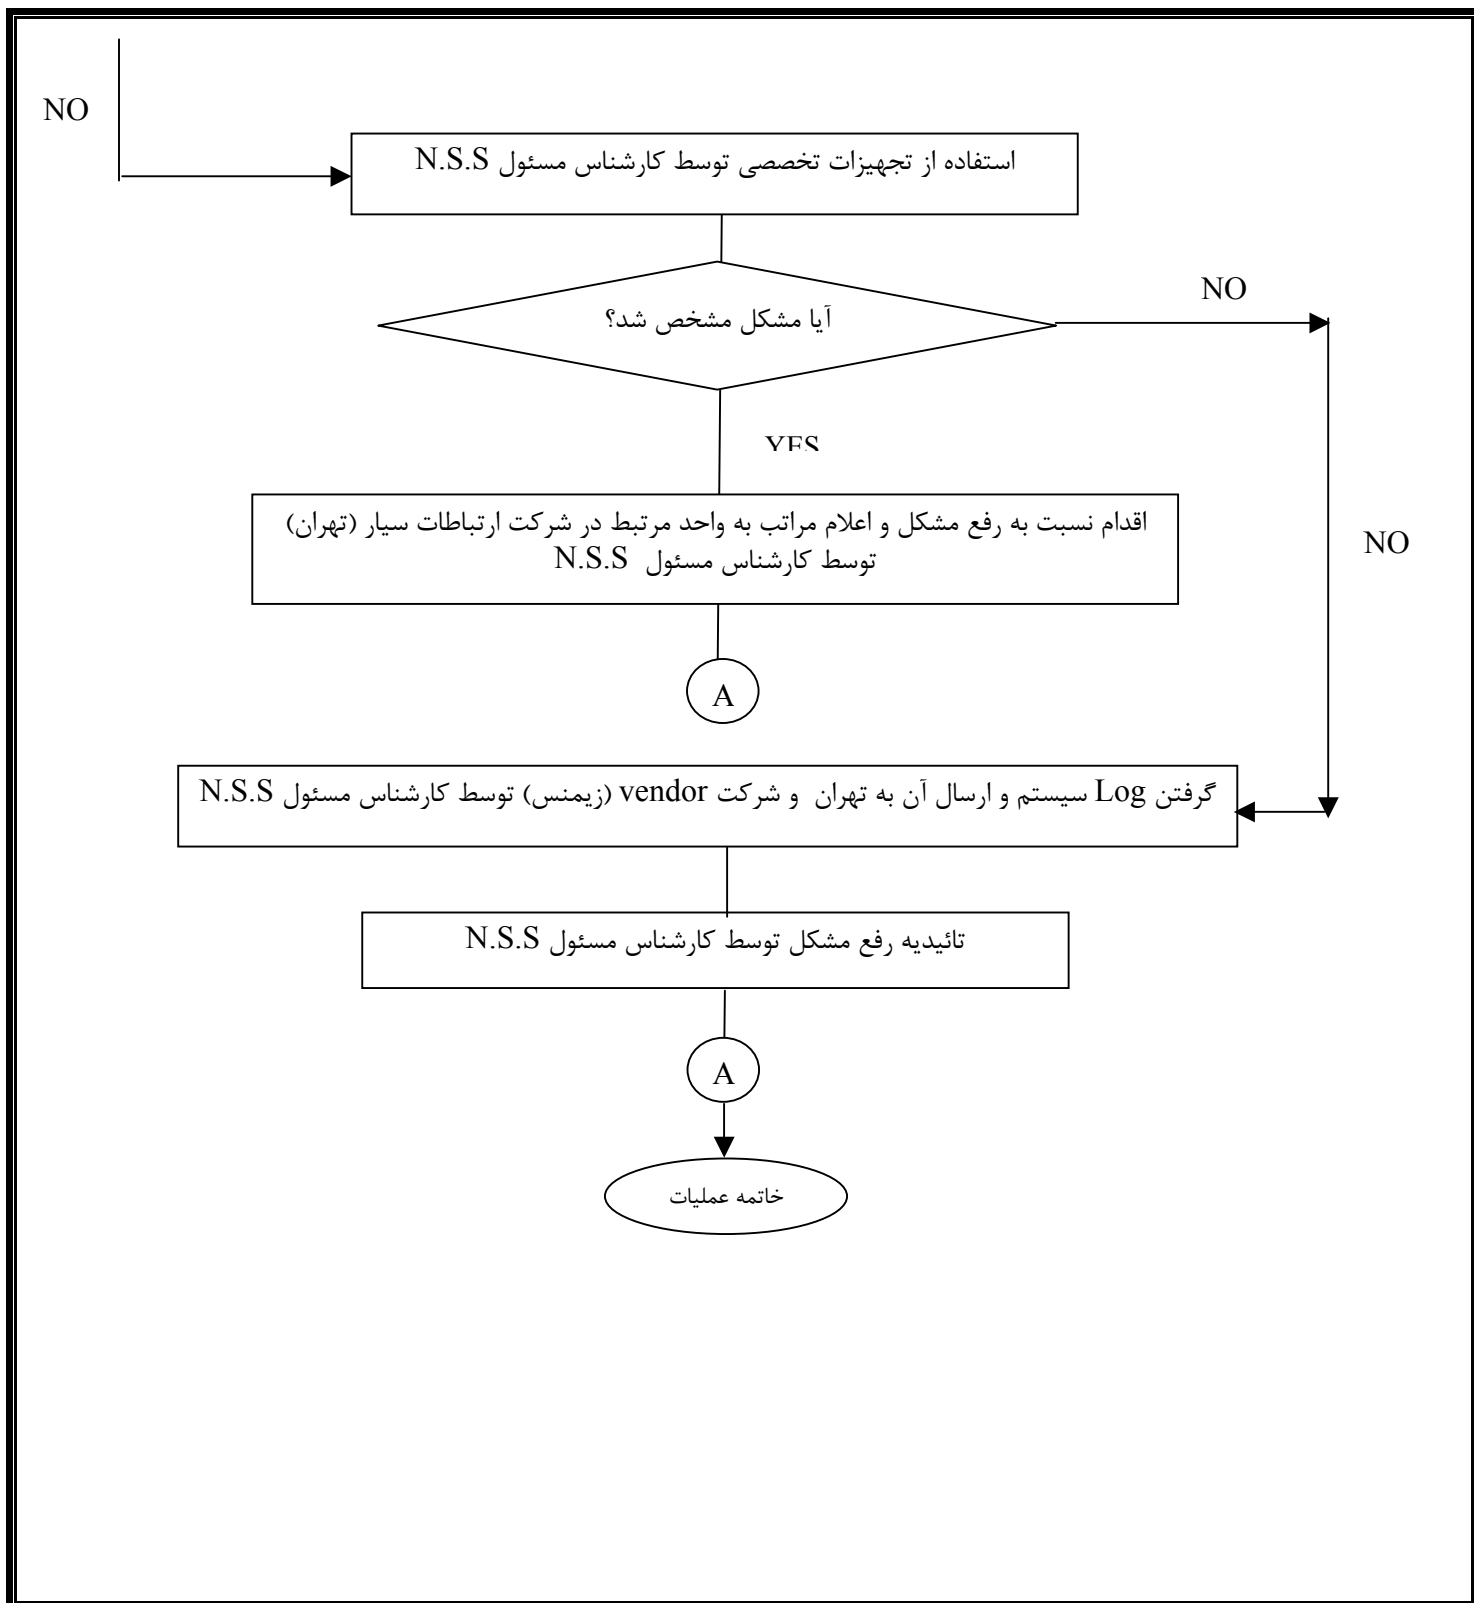 NO
استفاده از تجهیزات تخصصی توسط کارشناس مسئول N.S.S
آیا مشکل مشخص شد؟
NO
YES
اقدام نسبت به رفع مشکل و اعلام مراتب به واحد مرتبط در شرکت ارتباطات سیار (تهران)
توسط کارشناس مسئول N.S.S
NO
A
گرفتن Log سیستم و ارسال آن به تهران و شرکت vendor (زیمنس) توسط کارشناس مسئول N.S.S
تائیدیه رفع مشکل توسط کارشناس مسئول N.S.S
A
خاتمه عملیات